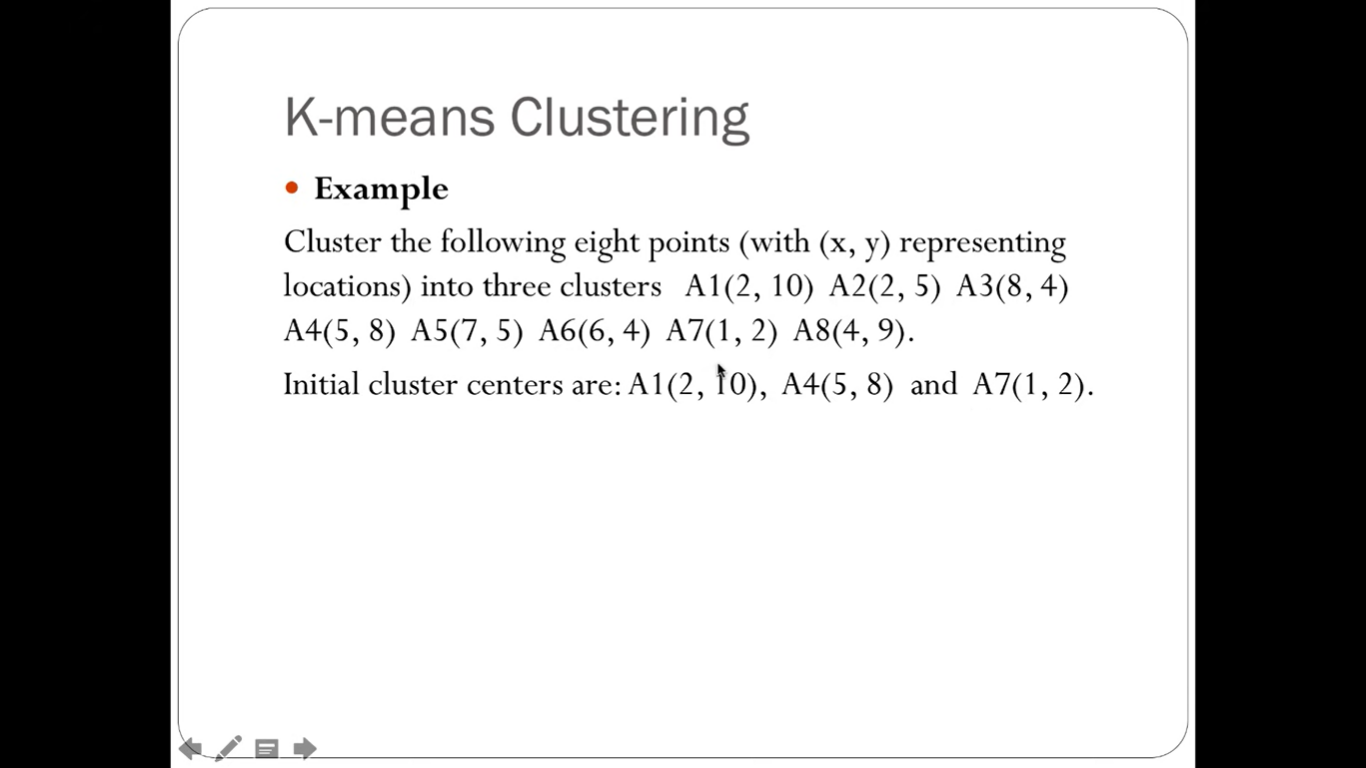 K-means Clustering
• Example
Cluster the following eight points (with (x, y) representing
locations) into three clusters A1(2, 10) A2(2, 5) A3(8, 4)
A4(5, 8) A5(7, 5) A6(6, 4) A7(1, 2) A8(4, 9).
Initial cluster centers are: A1(2, 10), A4(5, 8) and A7(1, 2).